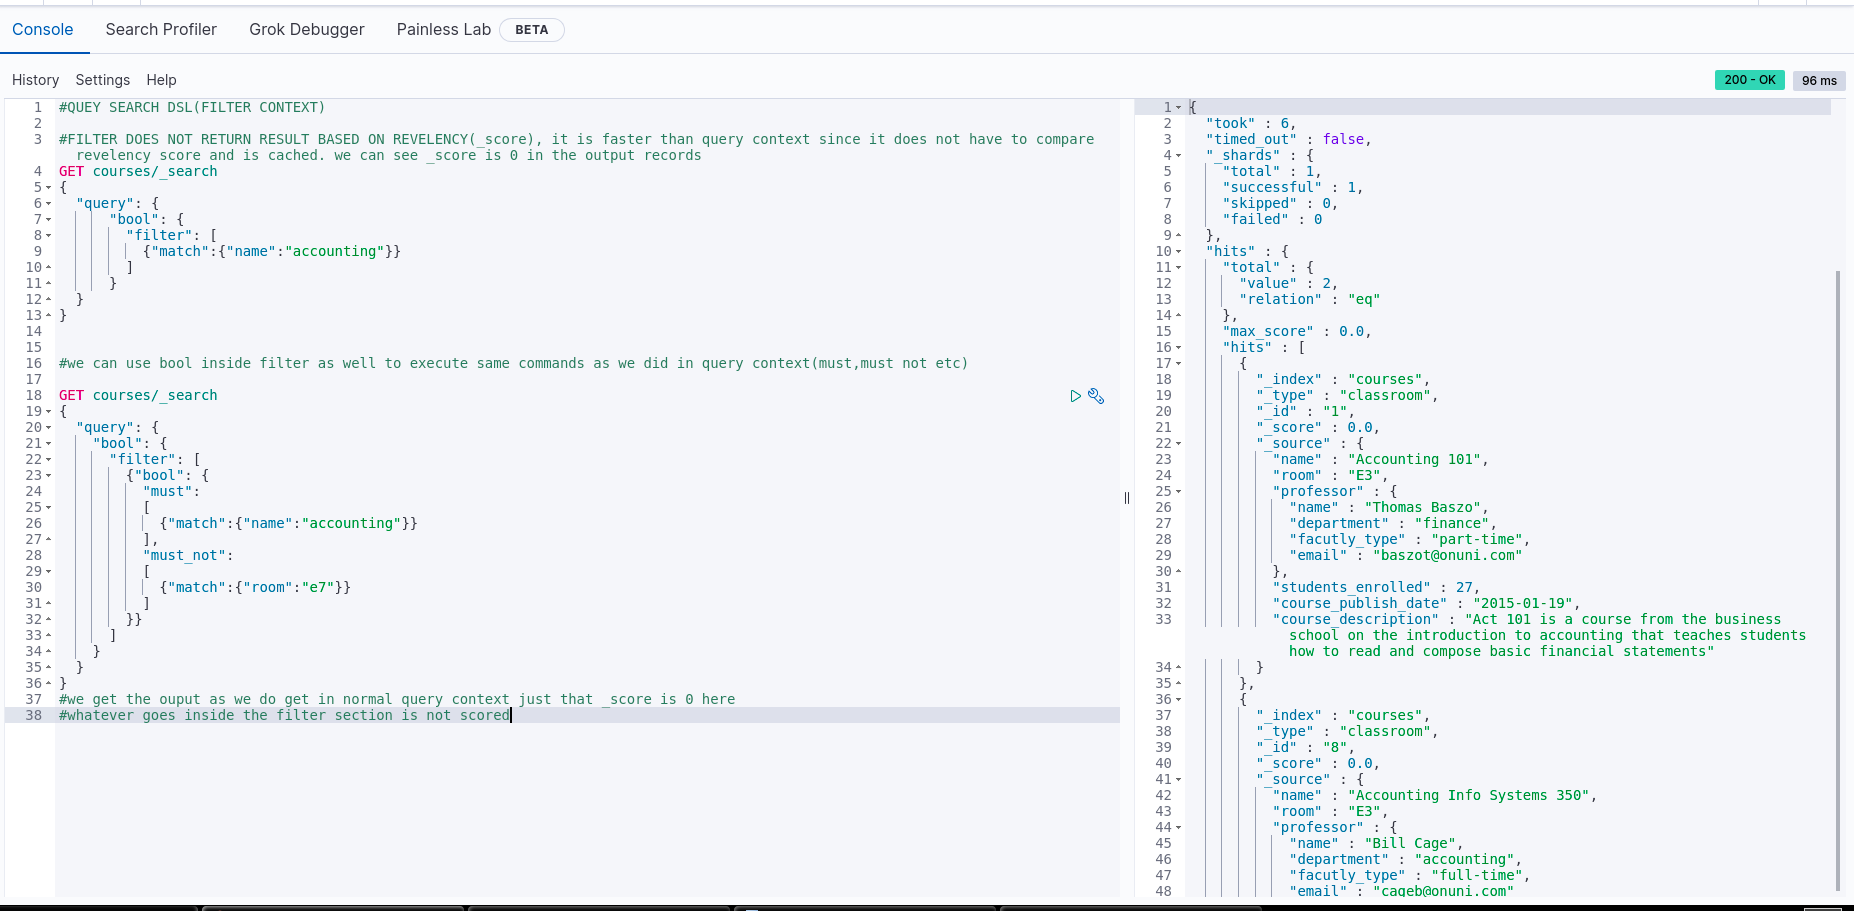 Console Search Profiler Grok Debugger Painless Lab BETA
History Settings Help 200 - OK 96 ms
1 #QUEY SEARCH DSL(FILTER CONTEXT)
2
3 #FILTER DOES NOT RETURN RESULT BASED ON REVELENCY(_score), it is faster than query context since it does not have to compare
revelency score and is cached. we can see _score is 0 in the output records
4 GET courses/_search
5 {
6 "query": {
7 "bool": {
8 "filter": [
9 {"match":{"name":"accounting"}}
10 ]
11 }
12 }
13 }
14
15
16 #we can use bool inside filter as well to execute same commands as we did in query context(must,must not etc)
17
18 GET courses/_search
19 {
20 "query": {
21 "bool": {
22 "filter": [
23 {"bool": {
24 "must":
25 [
26 {"match":{"name":"accounting"}}
27 ],
28 "must_not":
29 [
30 {"match":{"room":"e7"}}
31 ]
32 }}
33 ]
34 }
35 }
36 }
37 #we get the ouput as we do get in normal query context just that _score is 0 here
38 #whatever goes inside the filter section is not scored
1 {
2 "took" : 6,
3 "timed_out" : false,
4 "_shards" : {
5 "total" : 1,
6 "successful" : 1,
7 "skipped" : 0,
8 "failed" : 0
9 },
10 "hits" : {
11 "total" : {
12 "value" : 2,
13 "relation" : "eq"
14 },
15 "max_score" : 0.0,
16 "hits" : [
17 {
18 "_index" : "courses",
19 "_type" : "classroom",
20 "_id" : "1",
21 "_score" : 0.0,
22 "_source" : {
23 "name" : "Accounting 101",
24 "room" : "E3",
25 "professor" : {
26 "name" : "Thomas Baszo",
27 "department" : "finance",
28 "facutly_type" : "part-time",
29 "email" : "baszot@onuni.com"
30 },
31 "students_enrolled" : 27,
32 "course_publish_date" : "2015-01-19",
33 "course_description" : "Act 101 is a course from the business
school on the introduction to accounting that teaches students
how to read and compose basic financial statements"
34 }
35 },
36 {
37 "_index" : "courses",
38 "_type" : "classroom",
39 "_id" : "8",
40 "_score" : 0.0,
41 "_source" : {
42 "name" : "Accounting Info Systems 350",
43 "room" : "E3",
44 "professor" : {
45 "name" : "Bill Cage",
46 "department" : "accounting",
47 "facutly_type" : "full-time",
48 "email" : "cageb@onuni.com"